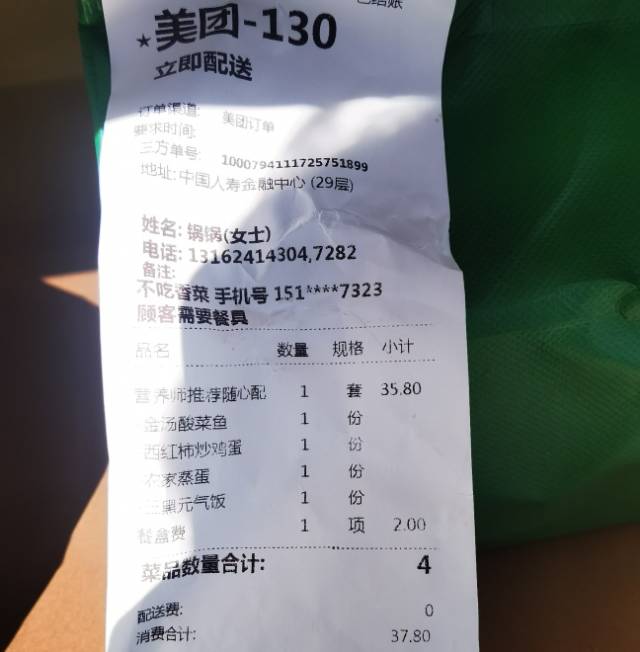 已结账
★美团-130
立即配送
订单渠道: 美团订单
要求时间:
三方单号: 1000794111725751899
地址: 中国人寿金融中心 (29层)
姓名: 锅锅(女士)
电话: 13162414304,7282
备注:
不吃香菜 手机号 151****7323
顾客需要餐具
品名 数量 规格 小计
营养师推荐随心配 1 套 35.80
金汤酸菜鱼 1 份
西红柿炒鸡蛋 1 份
农家蒸蛋 1 份
三黑元气饭 1 份
餐盒费 1 项 2.00
菜品数量合计: 4
配送费: 0
消费合计: 37.80